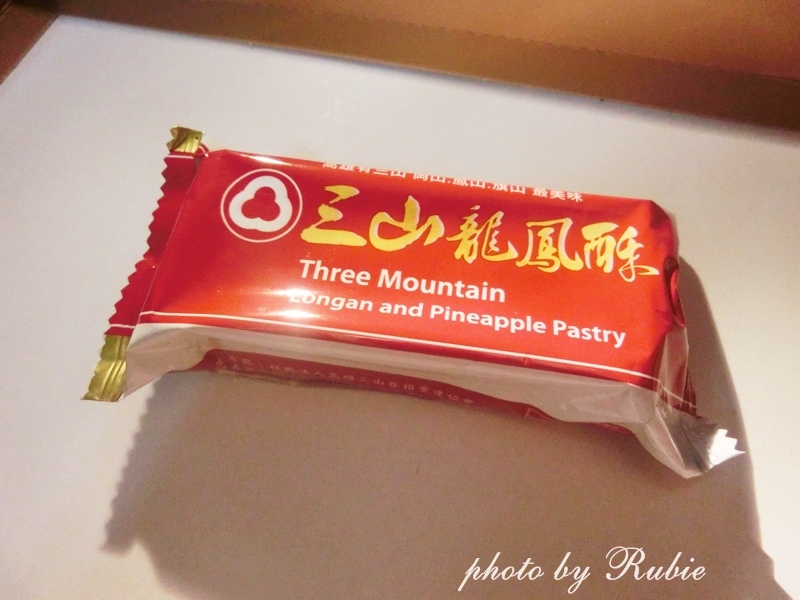 高雄有三山 岡山.鳳山.旗山 最美味
三山龍鳳酥
Three Mountain
Longan and Pineapple Pastry
photo by Rubie